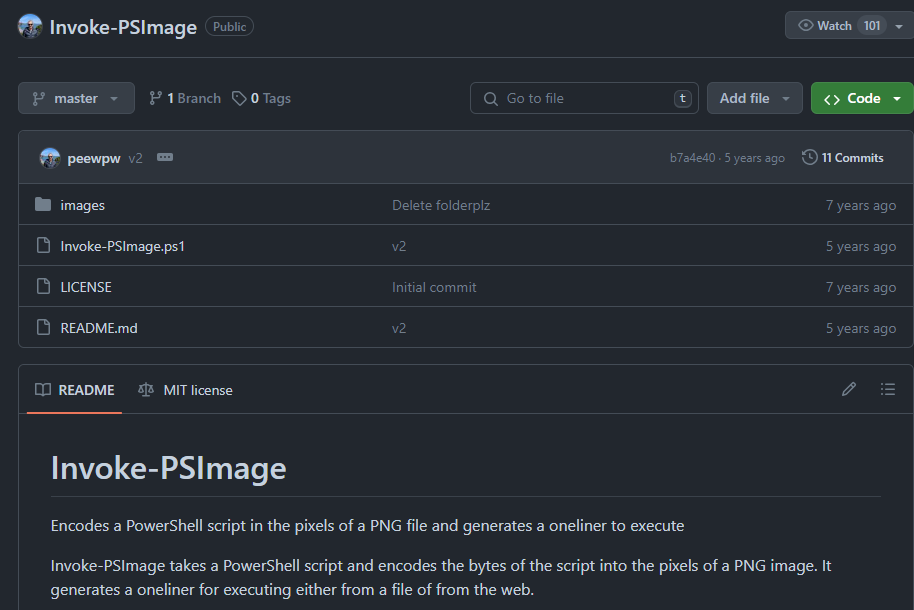 Invoke-PSImage Public Watch 101
master 1 Branch 0 Tags Go to file t Add file Code
peewpw v2 b7a4e40 · 5 years ago 11 Commits
images Delete folderplz 7 years ago
Invoke-PSImage.ps1 v2 5 years ago
LICENSE Initial commit 7 years ago
README.md v2 5 years ago
README MIT license
Invoke-PSImage
Encodes a PowerShell script in the pixels of a PNG file and generates a oneliner to execute
Invoke-PSImage takes a PowerShell script and encodes the bytes of the script into the pixels of a PNG image. It
generates a oneliner for executing either from a file of from the web.